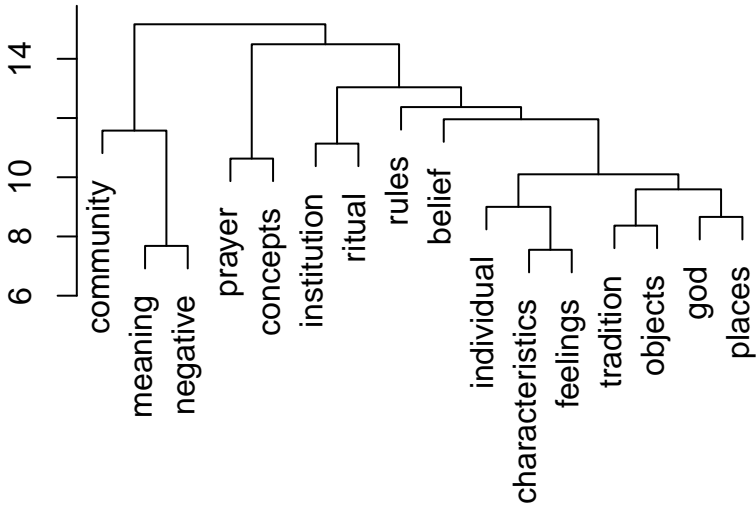 14
10
8
6
community
meaning
negative
prayer
concepts
institution
ritual
rules
belief
individual
characteristics
feelings
tradition
objects
god
places